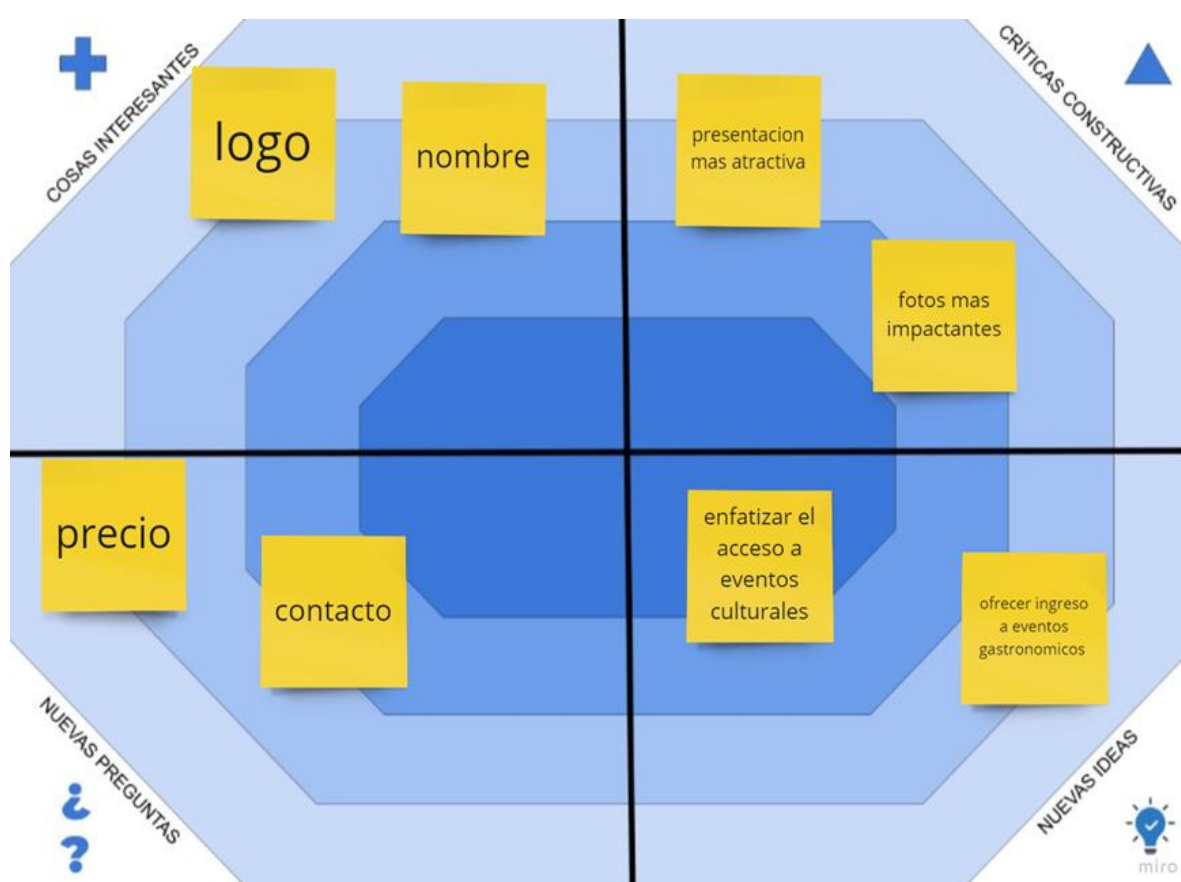 COSAS INTERESANTES
logo
nombre
CRÍTICAS CONSTRUCTIVAS
presentacion
mas atractiva
fotos mas
impactantes
NUEVAS PREGUNTAS
¿
?
precio
contacto
NUEVAS IDEAS
enfatizar el
acceso a
eventos
culturales
ofrecer ingreso
a eventos
gastronomicos
miro